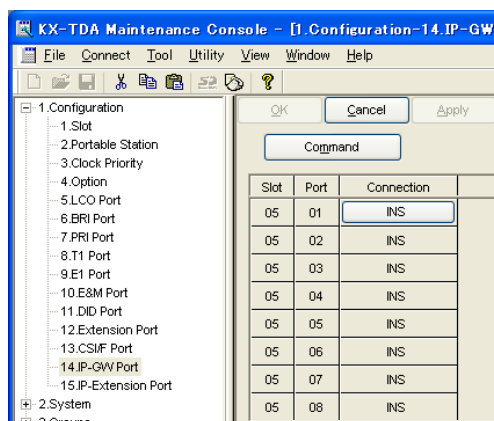 KX-TDA Maintenance Console - [1.Configuration-14.IP-GW
File Connect Tool Utility View Window Help
1.Configuration
1.Slot
2.Portable Station
3.Clock Priority
4.Option
5.LCO Port
6.BRI Port
7.PRI Port
8.T1 Port
9.E1 Port
10.E&M Port
11.DID Port
12.Extension Port
13.CSI/F Port
14.IP-GW Port
15.IP-Extension Port
2.System
3.Groups
OK Cancel Apply
Command
Slot Port Connection
05 01 INS
05 02 INS
05 03 INS
05 04 INS
05 05 INS
05 06 INS
05 07 INS
05 08 INS